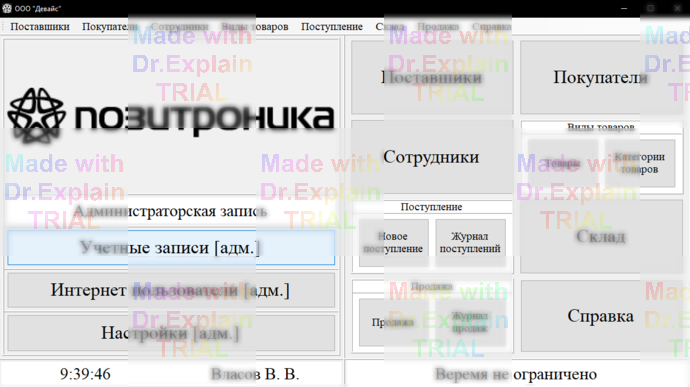 ООО "Девайс"
Поставщики Покупатели Сотрудники Виды товаров Поступление Склад Продажа Справка
Made with Dr.Explain TRIAL
Made with Dr.Explain TRIAL
Made with
Поставщики
Покупатели
позитроника
Сотрудники
Виды товаров
Товары
Категории
товаров
Made with Dr.Explain TRIAL
Made with Dr.Explain TRIAL
Made with Dr.Explain TRIAL
Администраторская запись
Поступление
Учетные записи [адм.]
Новое
поступление
Журнал
поступлений
Склад
Интернет пользователи [адм.]
Продажа
Продажа
Журнал
продаж
Справка
Настройки [адм.]
Made with Dr.Explain TRIAL
Made with Dr.Explain TRIAL
9:39:46
Власов В. В.
Веремя не ограничено